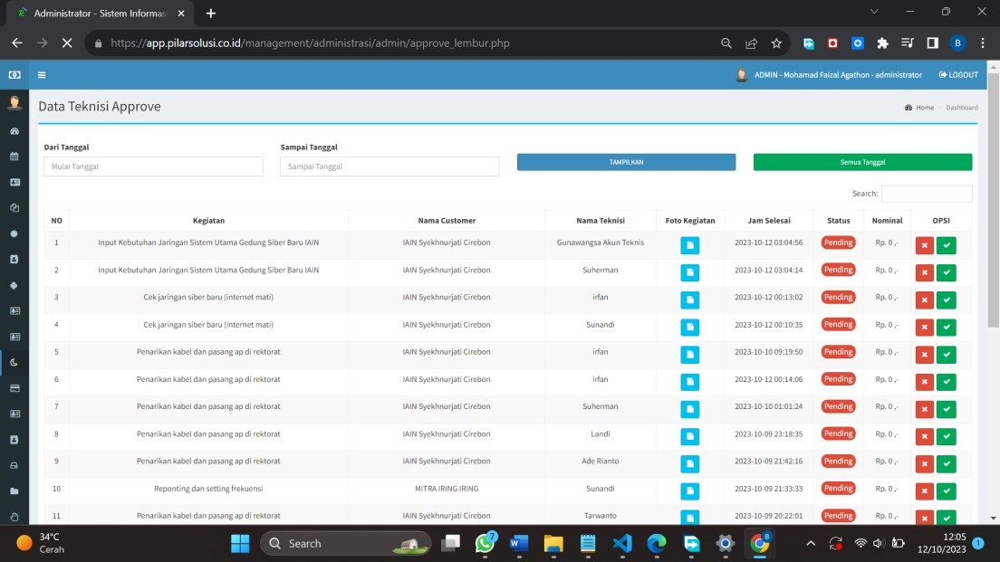 Administrator - Sistem Informas
https://app.pilarsolusi.co.id/management/administrasi/admin/approve_lembur.php
B
ADMIN - Mohamad Faizal Agathon - administrator LOGOUT
Data Teknisi Approve
Home > Dashboard
Dari Tanggal Sampai Tanggal
Mulai Tanggal Sampai Tanggal TAMPILKAN Semua Tanggal
Search:
NO Kegiatan Nama Customer Nama Teknisi Foto Kegiatan Jam Selesai Status Nominal OPSI
1 Input Kebutuhan Jaringan Sistem Utama Gedung Siber Baru IAIN IAIN Syekhnurjati Cirebon Gunawangsa Akun Teknis 2023-10-12 03:04:56 Pending Rp. 0 ,-
2 Input Kebutuhan Jaringan Sistem Utama Gedung Siber Baru IAIN IAIN Syekhnurjati Cirebon Suherman 2023-10-12 03:04:14 Pending Rp. 0 ,-
3 Cek jaringan siber baru (internet mati) IAIN Syekhnurjati Cirebon irfan 2023-10-12 00:13:02 Pending Rp. 0 ,-
4 Cek jaringan siber baru (internet mati) IAIN Syekhnurjati Cirebon Sunandi 2023-10-12 00:10:35 Pending Rp. 0 ,-
5 Penarikan kabel dan pasang ap di rektorat IAIN Syekhnurjati Cirebon irfan 2023-10-10 09:19:50 Pending Rp. 0 ,-
6 Penarikan kabel dan pasang ap di rektorat IAIN Syekhnurjati Cirebon irfan 2023-10-12 00:14:06 Pending Rp. 0 ,-
7 Penarikan kabel dan pasang ap di rektorat IAIN Syekhnurjati Cirebon Suherman 2023-10-10 01:01:24 Pending Rp. 0 ,-
8 Penarikan kabel dan pasang ap di rektorat IAIN Syekhnurjati Cirebon Landi 2023-10-09 23:18:35 Pending Rp. 0 ,-
9 Penarikan kabel dan pasang ap di rektorat IAIN Syekhnurjati Cirebon Ade Rianto 2023-10-09 21:42:16 Pending Rp. 0 ,-
10 Reponting dan setting frekuensi MITRA IRING IRING Sunandi 2023-10-09 21:33:33 Pending Rp. 0 ,-
11 Penarikan kabel dan pasang ap di rektorat IAIN Syekhnurjati Cirebon Tarwanto 2023-10-09 20:22:01 Pending Rp. 0 ,-
34°C
Cerah
Search
7
W
B
12:05
12/10/2023
1